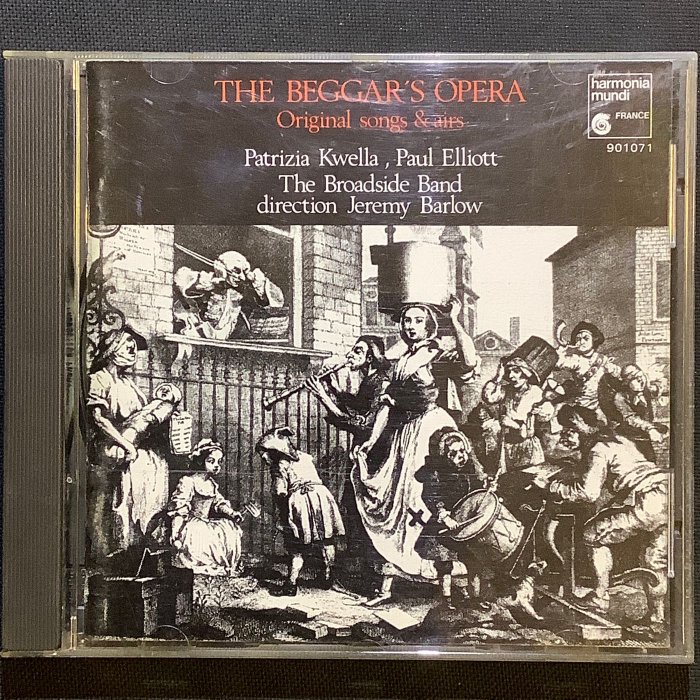 THE BEGGAR'S OPERA
Original songs & airs
Patrizia Kwella, Paul Elliott
The Broadside Band
direction Jeremy Barlow
harmonia
mundi
FRANCE
901071